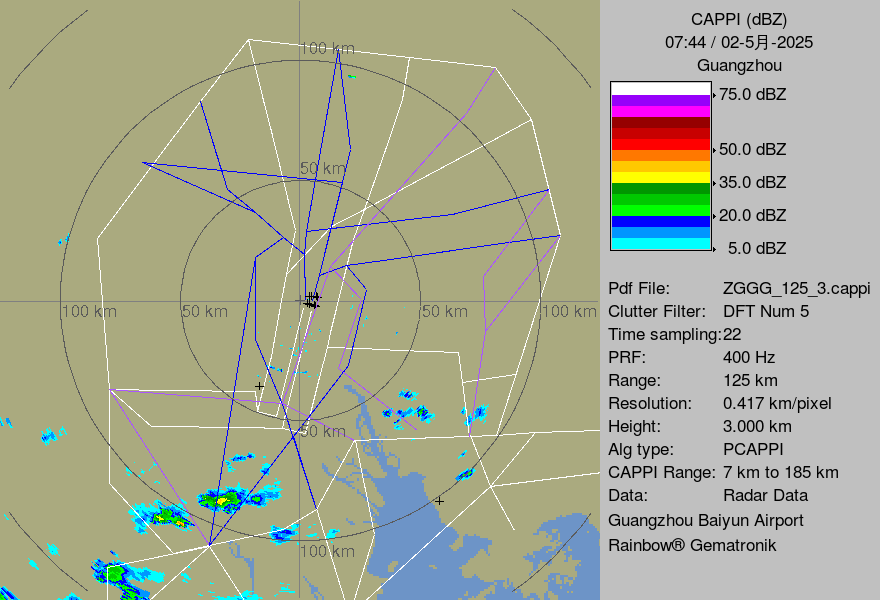 CAPPI (dBZ)
07:44 / 02-5月-2025
Guangzhou
75.0 dBZ
50.0 dBZ
35.0 dBZ
20.0 dBZ
5.0 dBZ
Pdf File: ZGGG_125_3.cappi
Clutter Filter: DFT Num 5
Time sampling:22
PRF: 400 Hz
Range: 125 km
Resolution: 0.417 km/pixel
Height: 3.000 km
Alg type: PCAPPI
CAPPI Range: 7 km to 185 km
Data: Radar Data
Guangzhou Baiyun Airport
Rainbow® Gematronik
100 km
50 km
100 km
50 km
50 km
100 km
50 km
100 km